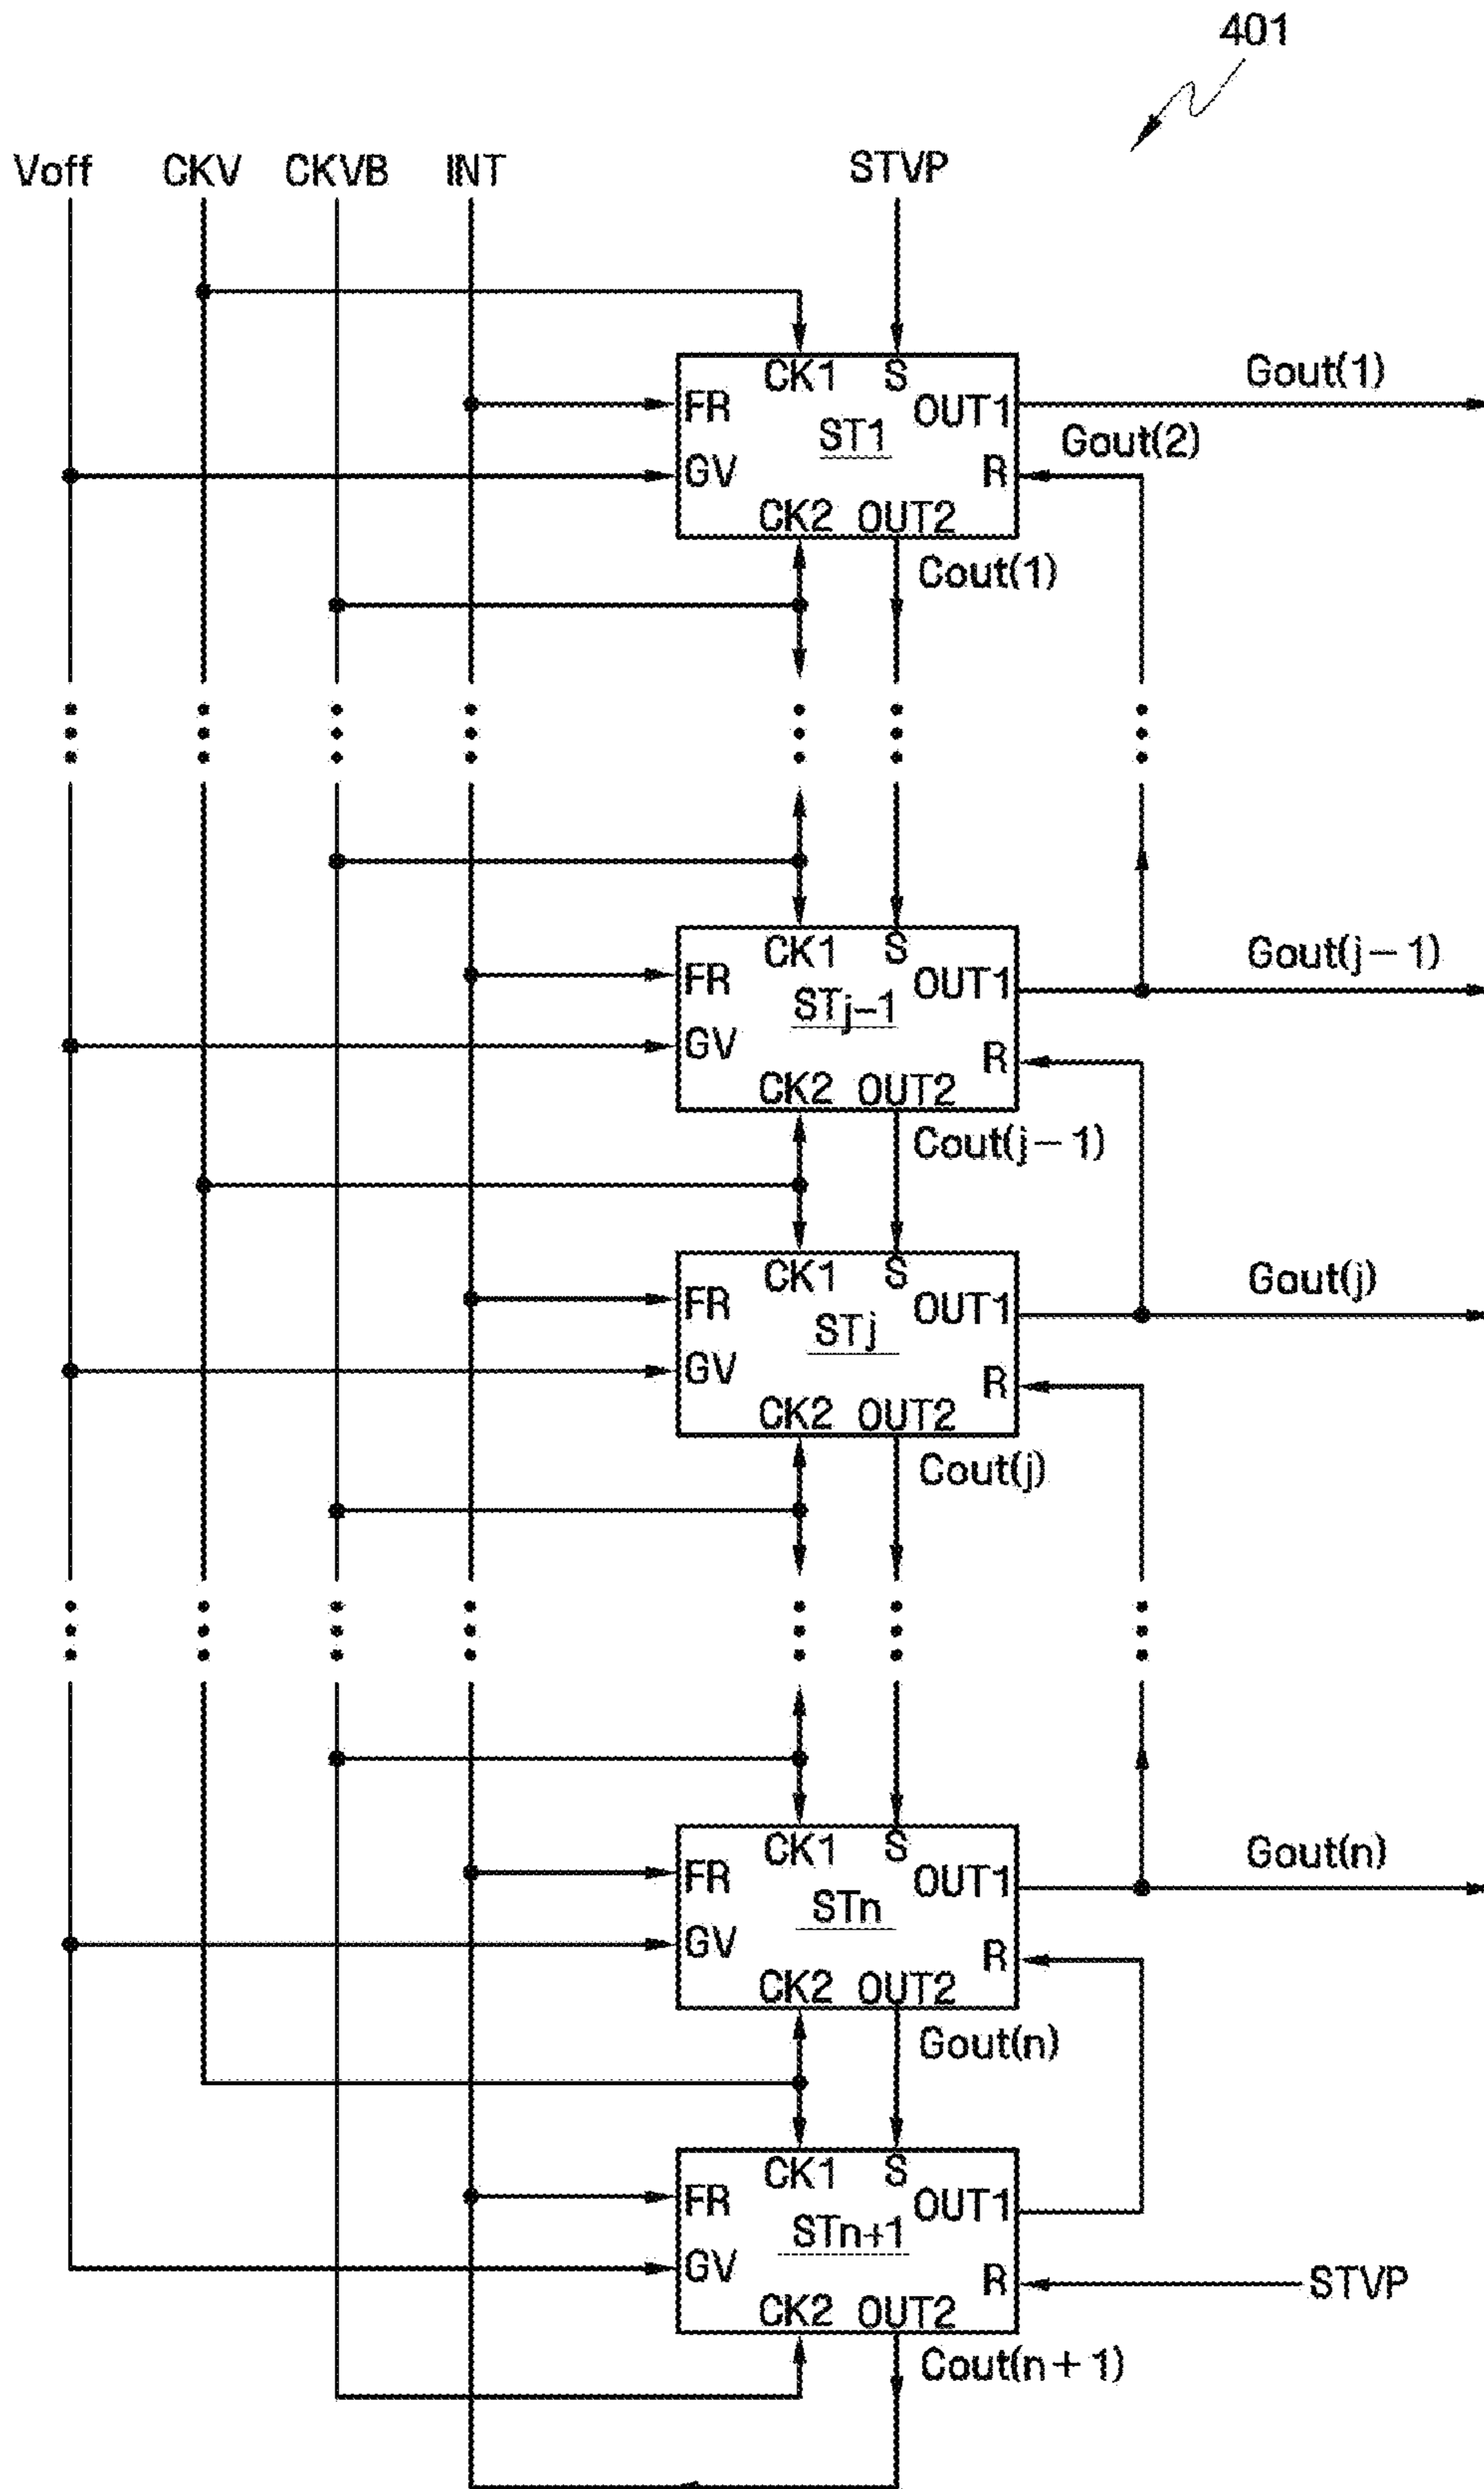 401
Voff CKV CKVB INT STVP
CK1 S
FR OUT1 Gout(1)
ST1 Gout(2)
GV R
CK2 OUT2
Cout(1)
CK1 S Gout(j-1)
FR OUT1
STj-1
GV R
CK2 OUT2
Cout(j-1)
CK1 S Gout(j)
FR OUT1
STj
GV R
CK2 OUT2
Cout(j)
CK1 S Gout(n)
FR OUT1
STn
GV R
CK2 OUT2
Gout(n)
CK1 S
FR OUT1
STn+1
GV R STVP
CK2 OUT2
Cout(n+1)